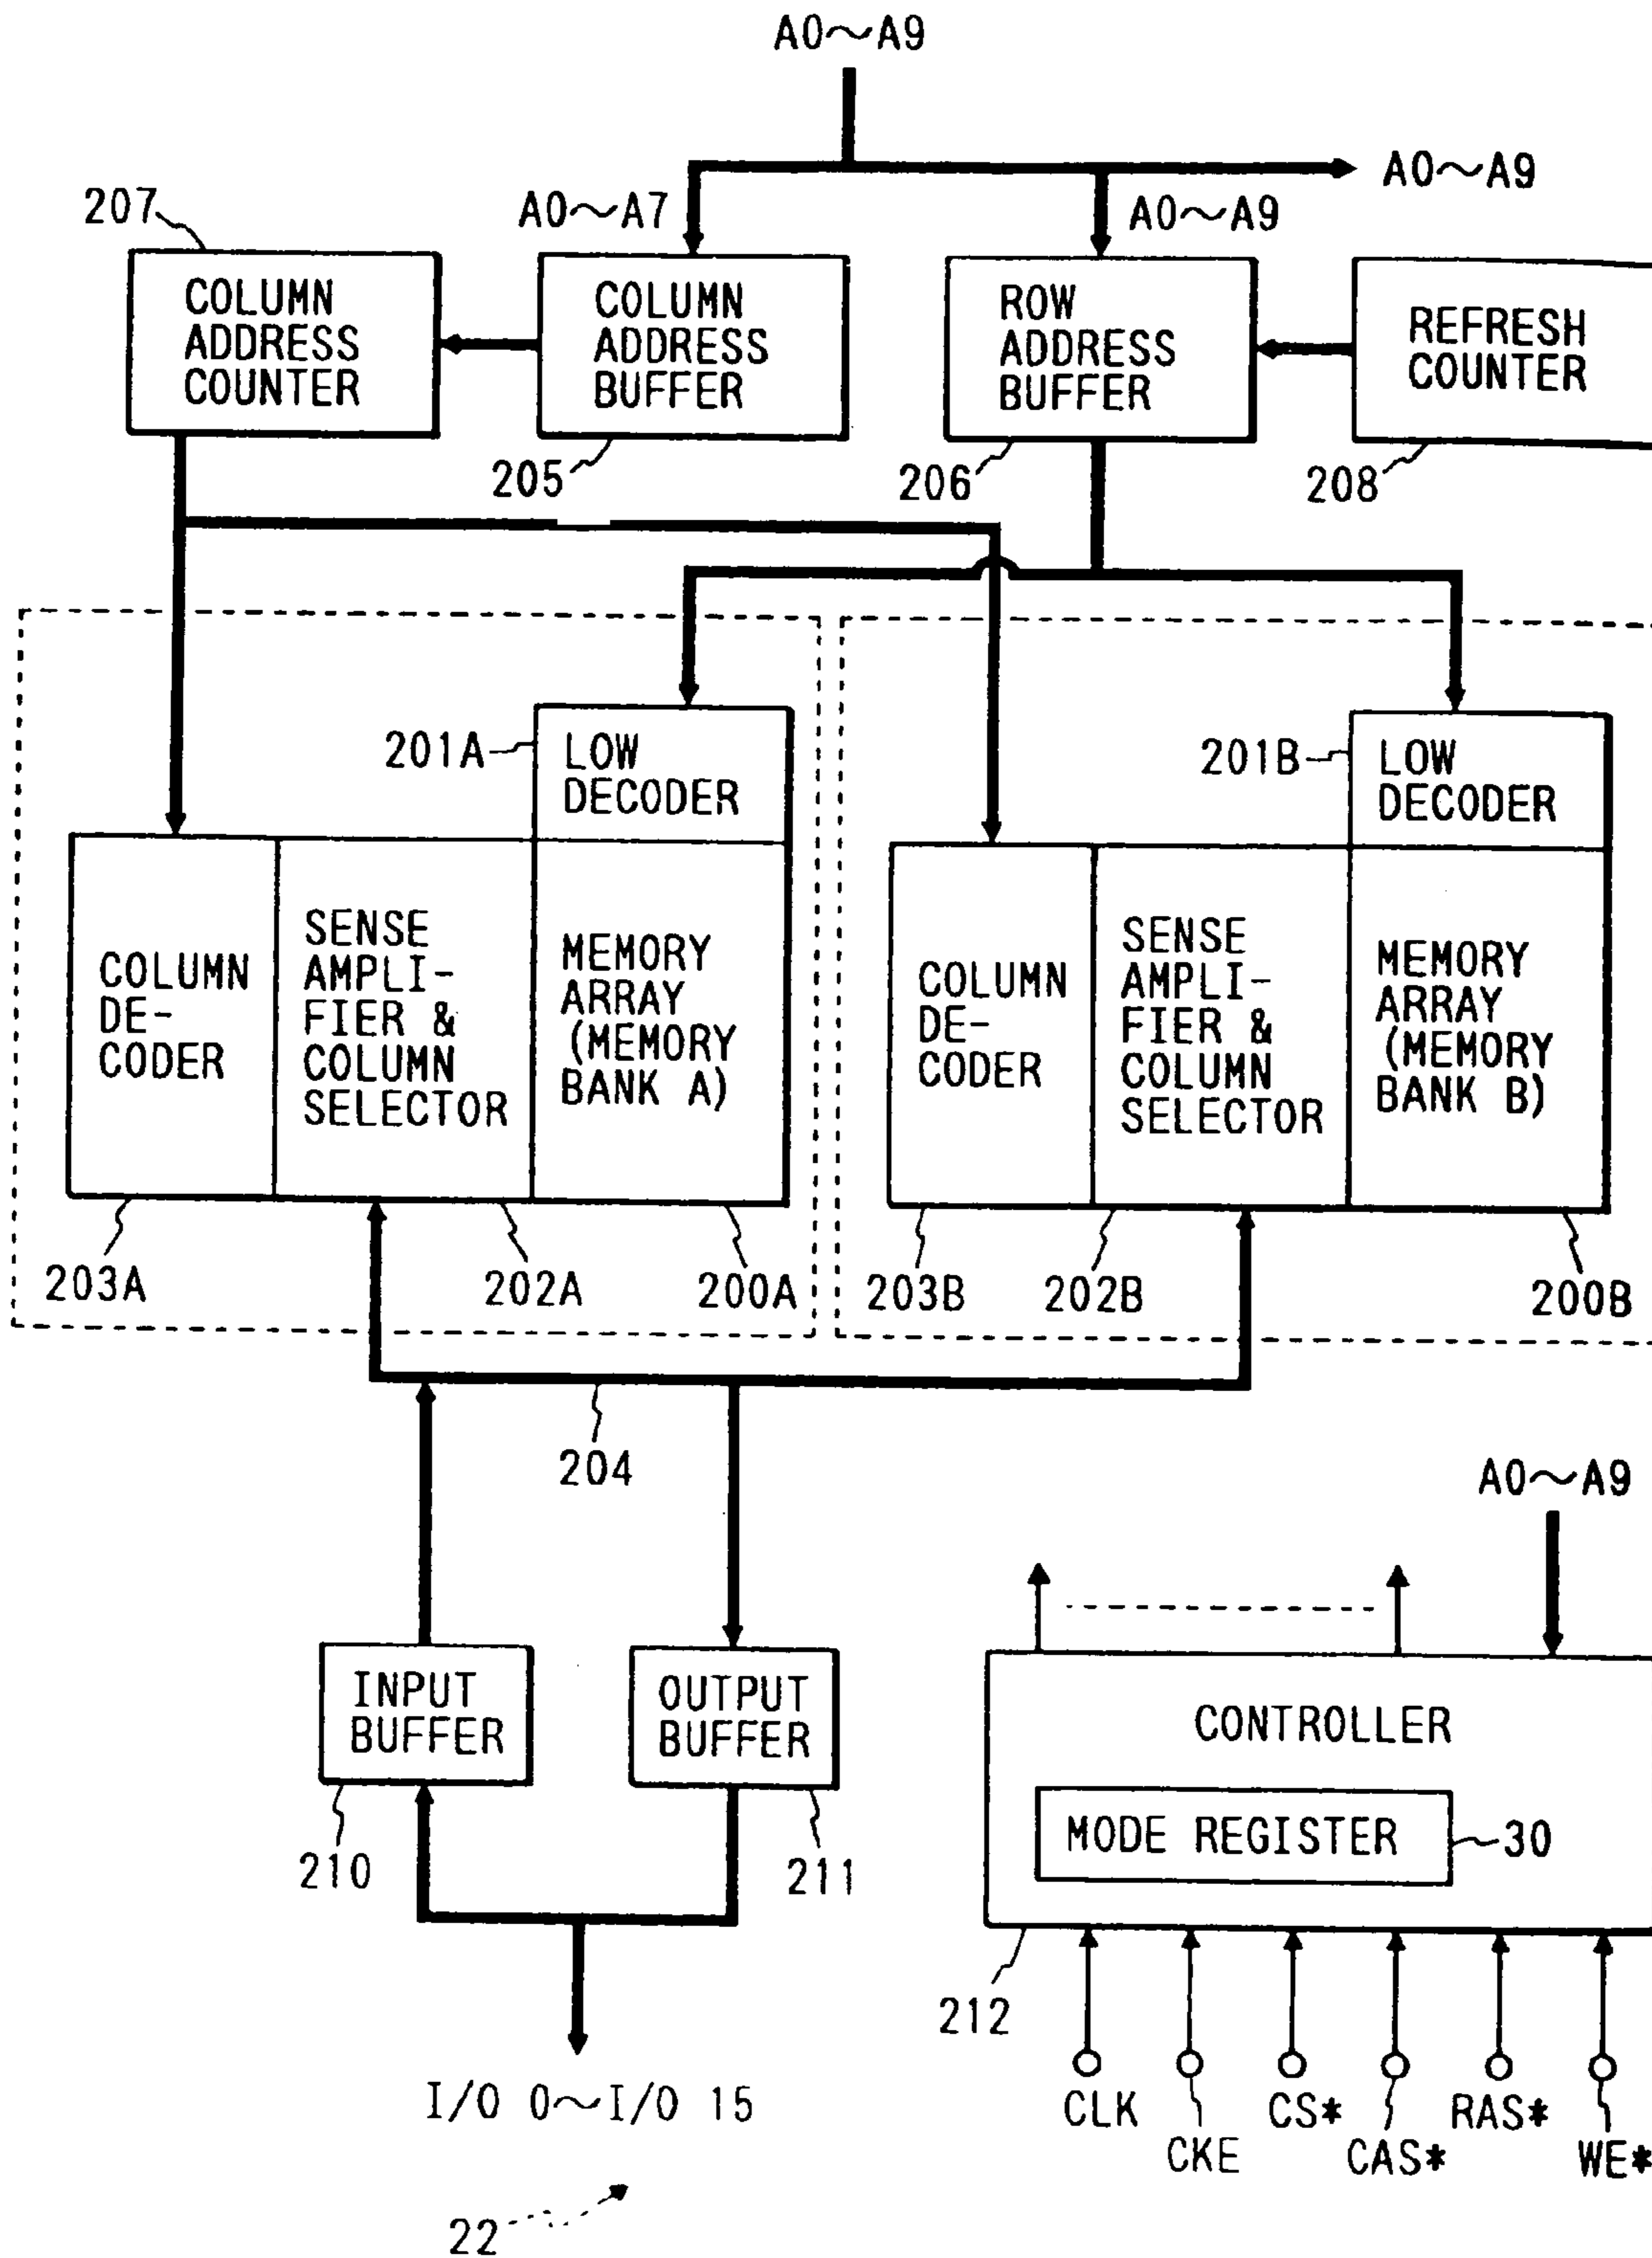 A0~A9
A0~A9
207
A0~A7
A0~A9
COLUMN
ADDRESS
COUNTER
COLUMN
ADDRESS
BUFFER
ROW
ADDRESS
BUFFER
REFRESH
COUNTER
205
206
208
201A
LOW
DECODER
201B
LOW
DECODER
COLUMN
DE-
CODER
SENSE
AMPLI-
FIER &
COLUMN
SELECTOR
MEMORY
ARRAY
(MEMORY
BANK A)
COLUMN
DE-
CODER
SENSE
AMPLI-
FIER &
COLUMN
SELECTOR
MEMORY
ARRAY
(MEMORY
BANK B)
203A
202A
200A
203B
202B
200B
204
A0~A9
INPUT
BUFFER
OUTPUT
BUFFER
CONTROLLER
MODE REGISTER
30
210
211
212
I/O 0~I/O 15
CLK
CKE
CS*
CAS*
RAS*
WE*
22